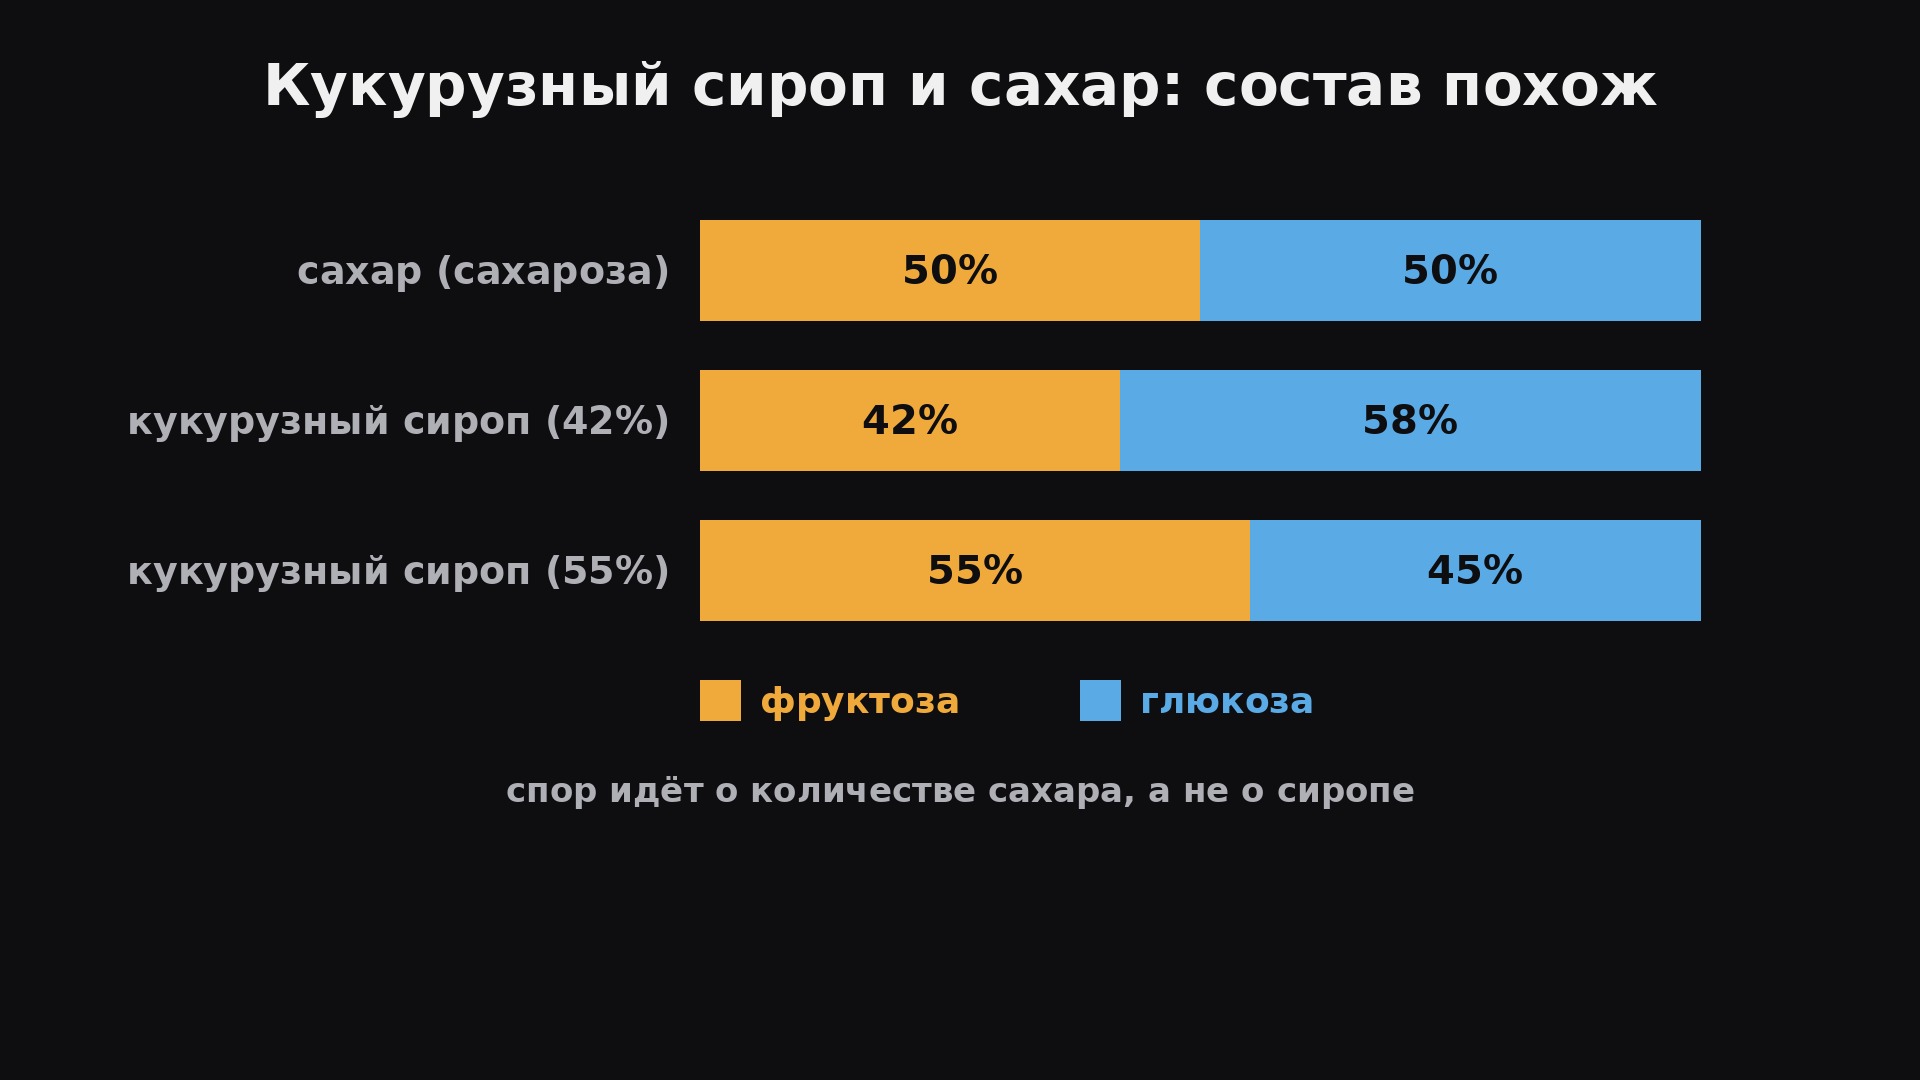 Кукурузный сироп и сахар: состав похож
сахар (сахароза) 50% 50%
кукурузный сироп (42%) 42% 58%
кукурузный сироп (55%) 55% 45%
фруктоза глюкоза
спор идёт о количестве сахара, а не о сиропе